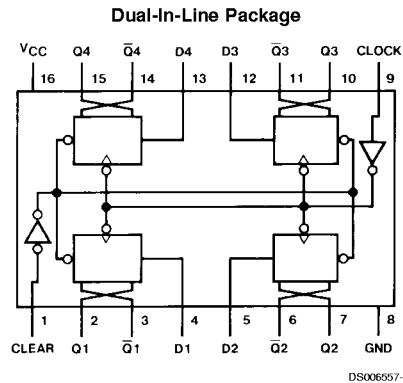 Dual-In-Line Package
VCC Q4 Q̅4 D4 D3 Q̅3 Q3 CLOCK
16 15 14 13 12 11 10 9
1 2 3 4 5 6 7 8
CLEAR Q1 Q̅1 D1 D2 Q̅2 Q2 GND
DS006557-